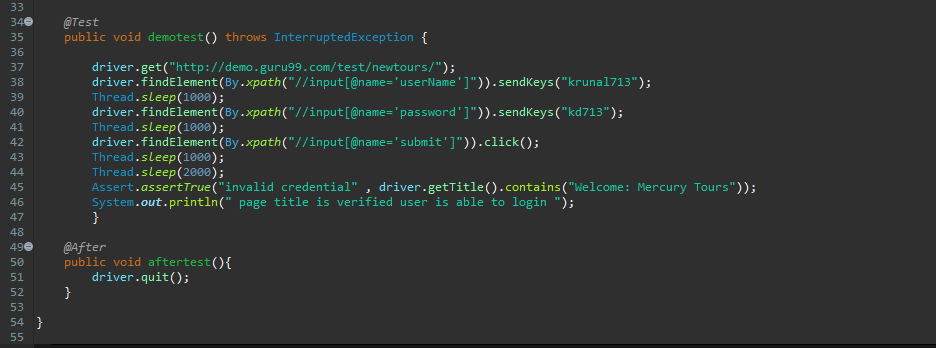 33
34 @Test
35 public void demotest() throws InterruptedException {
36
37 driver.get("http://demo.guru99.com/test/newtours/");
38 driver.findElement(By.xpath("//input[@name='userName']")).sendKeys("krunal713");
39 Thread.sleep(1000);
40 driver.findElement(By.xpath("//input[@name='password']")).sendKeys("kd713");
41 Thread.sleep(1000);
42 driver.findElement(By.xpath("//input[@name='submit']")).click();
43 Thread.sleep(1000);
44 Thread.sleep(2000);
45 Assert.assertTrue("invalid credential" , driver.getTitle().contains("Welcome: Mercury Tours"));
46 System.out.println(" page title is verified user is able to login ");
47 }
48
49 @After
50 public void aftertest(){
51 driver.quit();
52 }
53
54 }
55